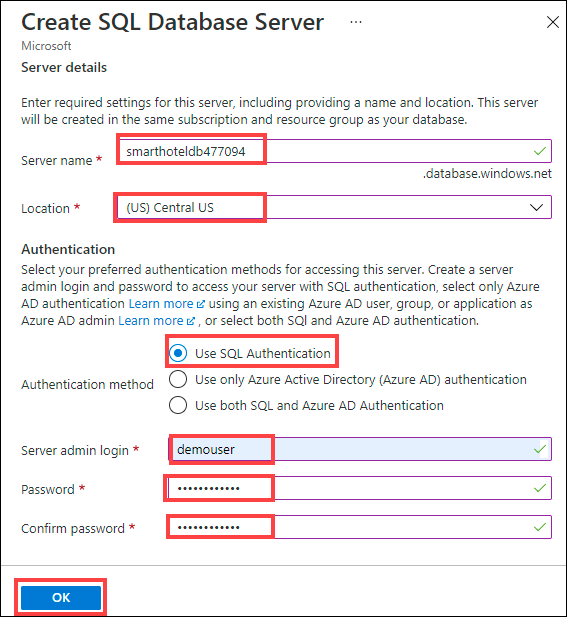 Create SQL Database Server ...
Microsoft
Server details
Enter required settings for this server, including providing a name and location. This server
will be created in the same subscription and resource group as your database.
Server name * smarthoteldb477094
.database.windows.net
Location * (US) Central US
Authentication
Select your preferred authentication methods for accessing this server. Create a server
admin login and password to access your server with SQL authentication, select only Azure
AD authentication Learn more using an existing Azure AD user, group, or application as
Azure AD admin Learn more , or select both SQl and Azure AD authentication.
Use SQL Authentication
Authentication method Use only Azure Active Directory (Azure AD) authentication
Use both SQL and Azure AD Authentication
Server admin login * demouser
Password * ••••••••••••
Confirm password * ••••••••••••
OK